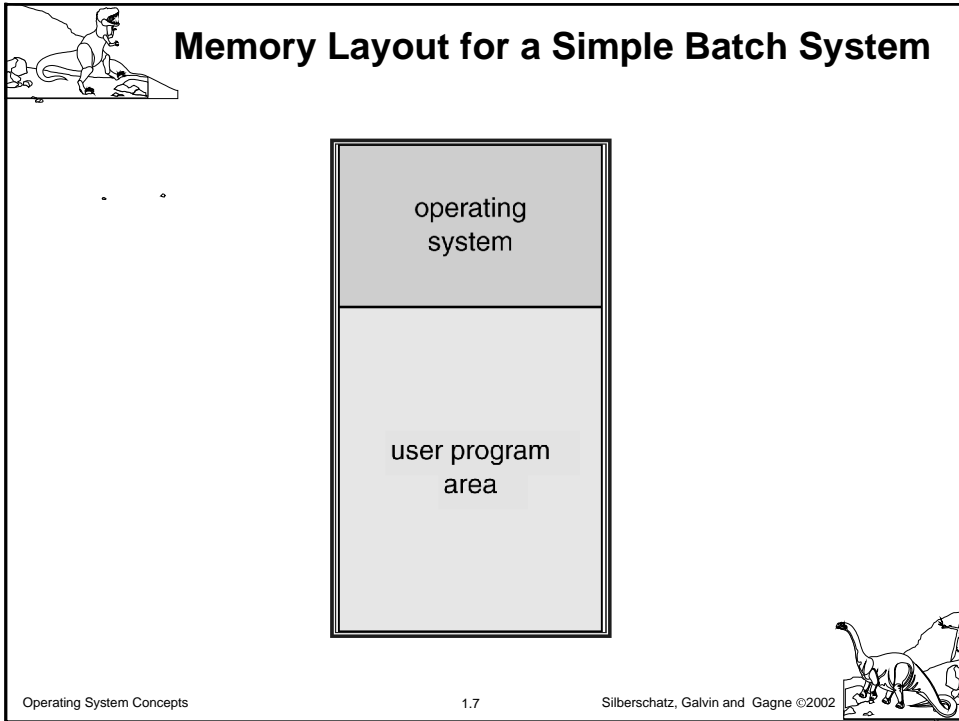 Memory Layout for a Simple Batch System
operating
system
user program
area
Operating System Concepts
1.7
Silberschatz, Galvin and Gagne ©2002